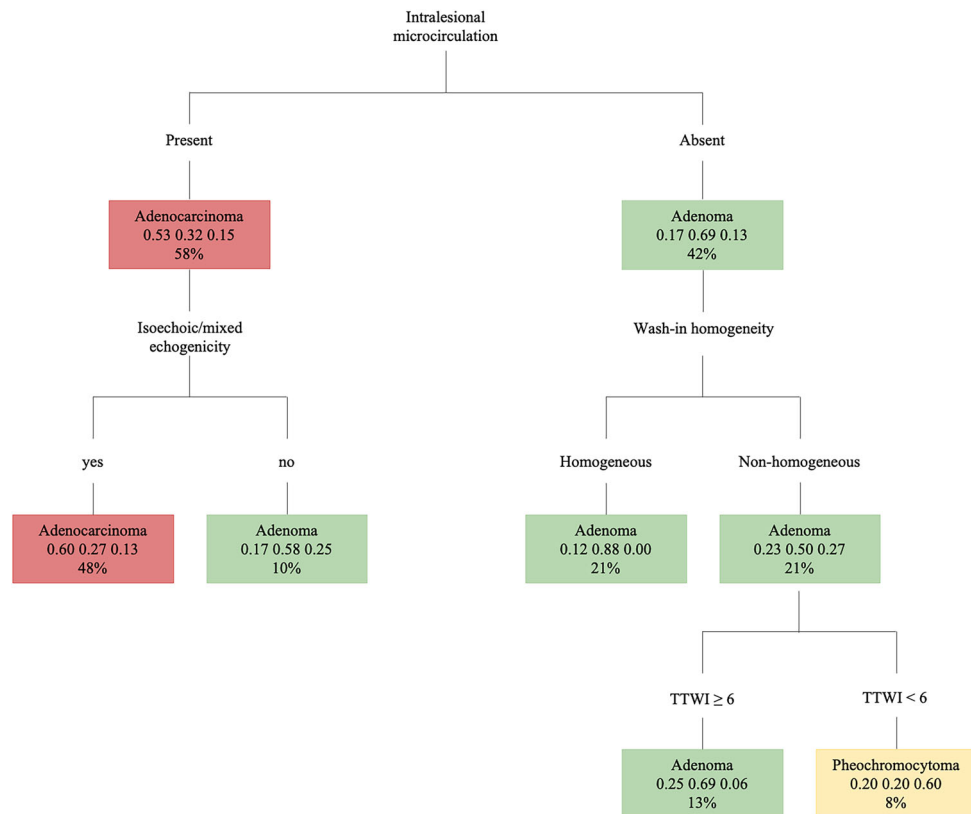 Intralesional
microcirculation
Present
Absent
Adenocarcinoma
0.53 0.32 0.15
58%
Adenoma
0.17 0.69 0.13
42%
Isoechoic/mixed
echogenicity
Wash-in homogeneity
yes
no
Homogeneous
Non-homogeneous
Adenocarcinoma
0.60 0.27 0.13
48%
Adenoma
0.17 0.58 0.25
10%
Adenoma
0.12 0.88 0.00
21%
Adenoma
0.23 0.50 0.27
21%
TTWI ≥ 6
TTWI < 6
Adenoma
0.25 0.69 0.06
13%
Pheochromocytoma
0.20 0.20 0.60
8%